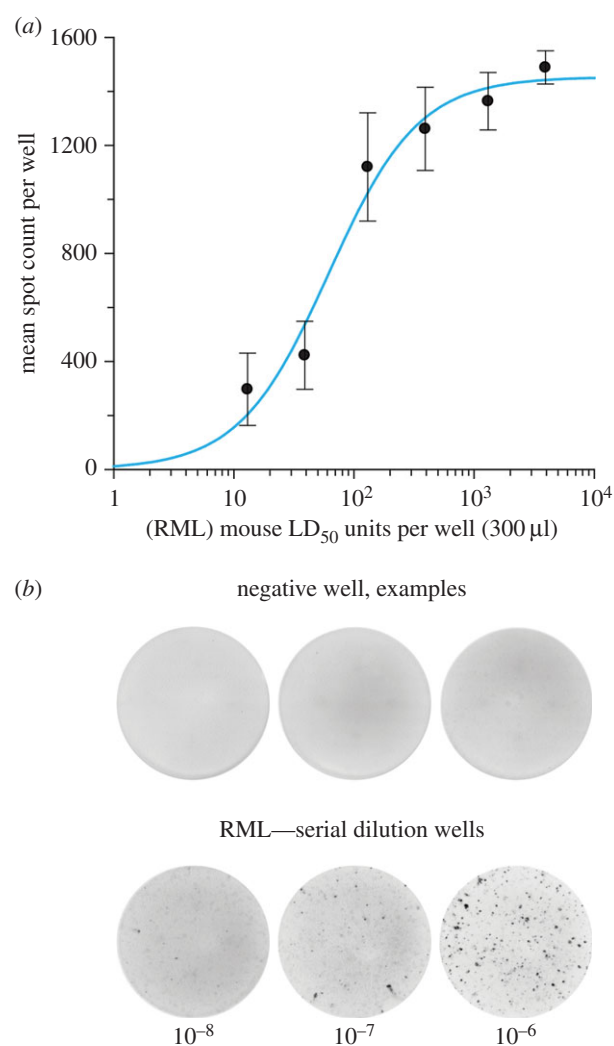 (a)
1600
1200
800
400
0
mean spot count per well
1 10 10² 10³ 10⁴
(RML) mouse LD₅₀ units per well (300 µl)
(b)
negative well, examples
RML—serial dilution wells
10⁻⁸ 10⁻⁷ 10⁻⁶